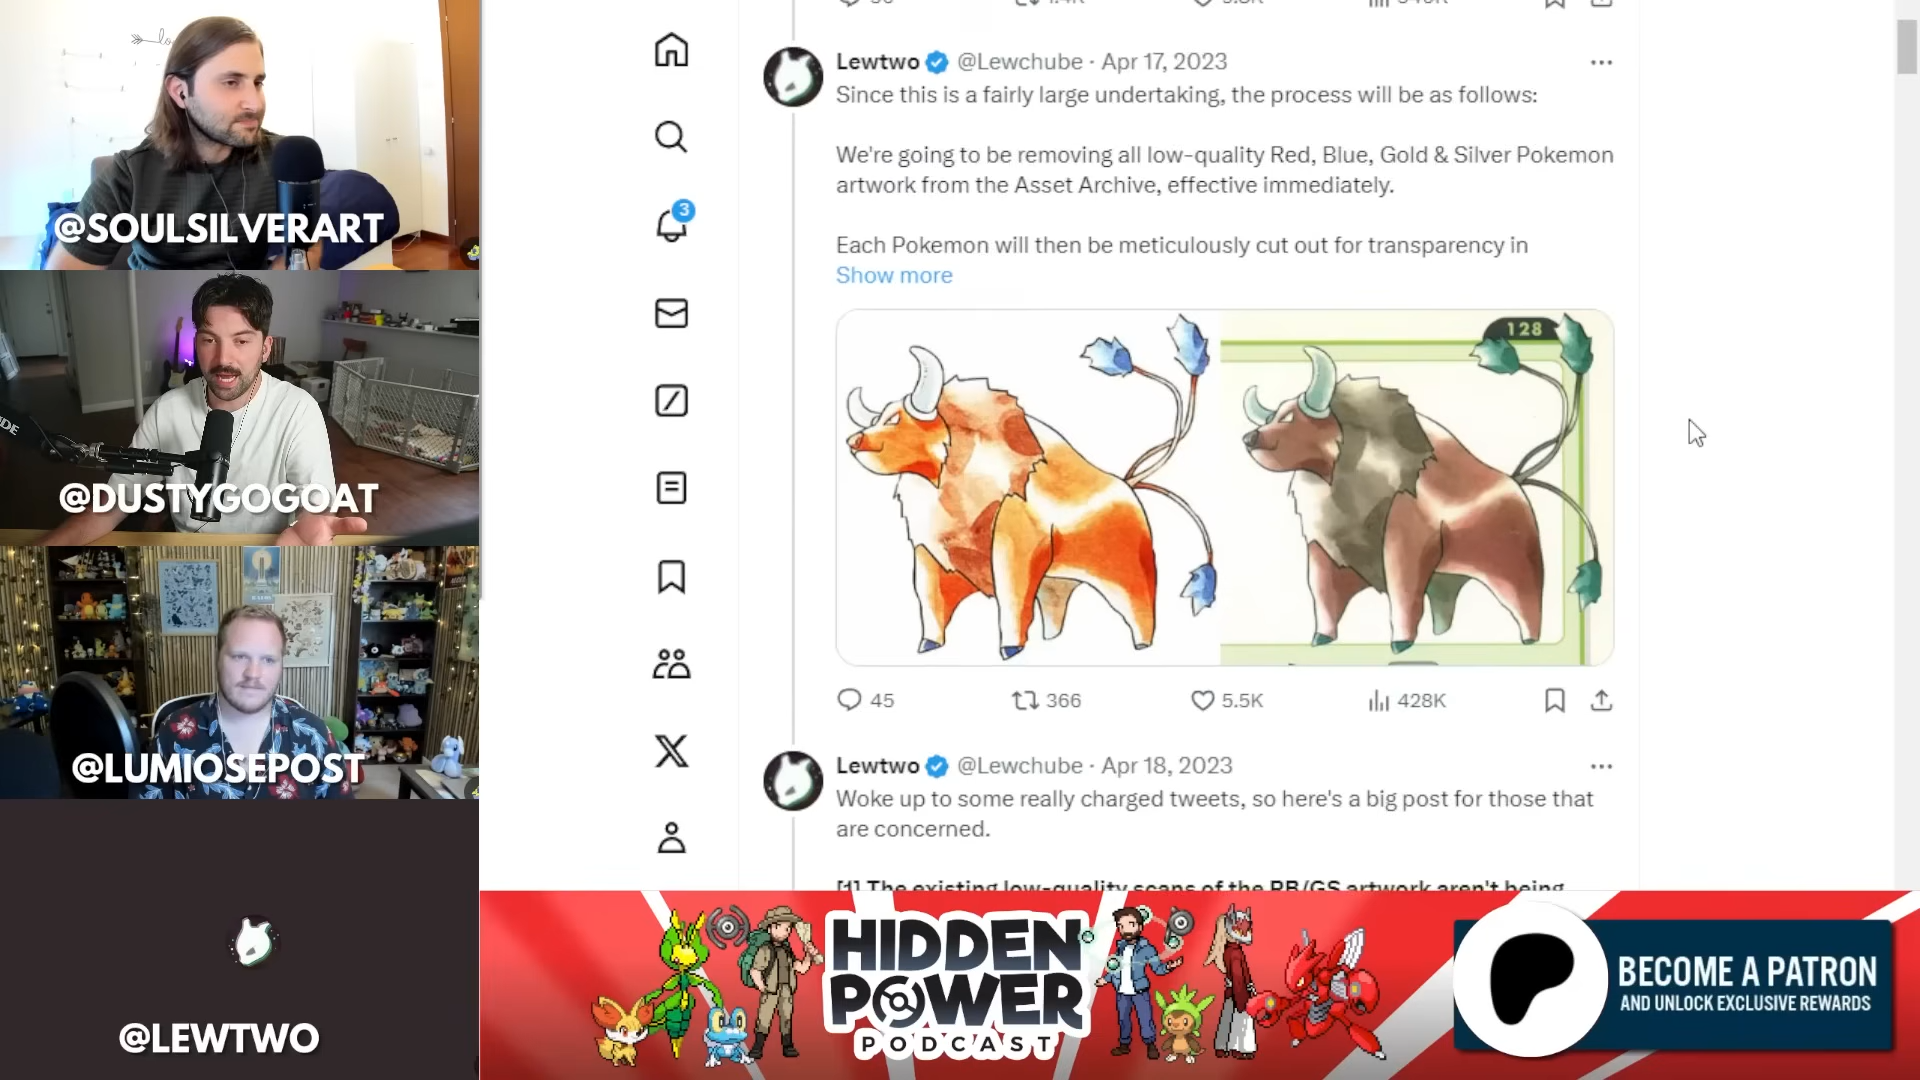 @SOULSILVERART
@DUSTYGOGOAT
@LUMIOSEPOST
@LEWTWO
Lewtwo @Lewchube · Apr 17, 2023
Since this is a fairly large undertaking, the process will be as follows:
We're going to be removing all low-quality Red, Blue, Gold & Silver Pokemon
artwork from the Asset Archive, effective immediately.
Each Pokemon will then be meticulously cut out for transparency in
Show more
3
128
45 366 5.5K 428K
Lewtwo @Lewchube · Apr 18, 2023
Woke up to some really charged tweets, so here's a big post for those that
are concerned.
[1] The existing low-quality scans of the RB/GS artwork aren't being
HIDDEN
POWER
PODCAST
BECOME A PATRON
AND UNLOCK EXCLUSIVE REWARDS